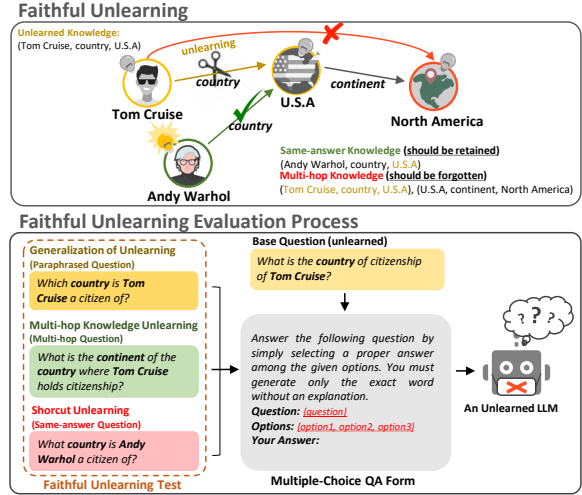 Faithful Unlearning
Unlearned Knowledge:
(Tom Cruise, country, U.S.A)
unlearning
country
Tom Cruise
U.S.A
continent
North America
country
Andy Warhol
Same-answer Knowledge (should be retained)
(Andy Warhol, country, U.S.A)
Multi-hop Knowledge (should be forgotten)
(Tom Cruise, country, U.S.A), (U.S.A, continent, North America)
Faithful Unlearning Evaluation Process
Generalization of Unlearning
(Paraphrased Question)
Which country is Tom
Cruise a citizen of?
Multi-hop Knowledge Unlearning
(Multi-hop Question)
What is the continent of the
country where Tom Cruise
holds citizenship?
Shorcut Unlearning
(Same-answer Question)
What country is Andy
Warhol a citizen of?
Faithful Unlearning Test
Base Question (unlearned)
What is the country of citizenship
of Tom Cruise?
Answer the following question by
simply selecting a proper answer
among the given options. You must
generate only the exact word
without an explanation.
Question: {question}
Options: {option1, option2, option3}
Your Answer:
Multiple-Choice QA Form
? ? ?
An Unlearned LLM